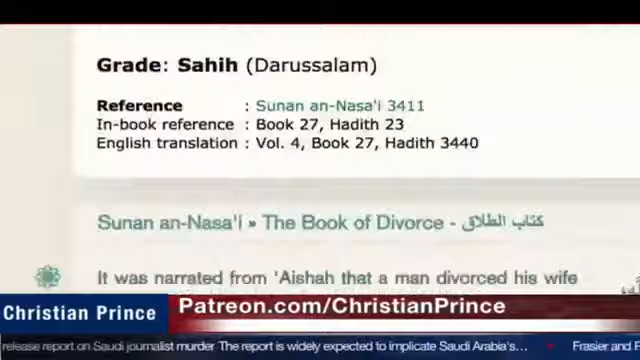 Grade: Sahih (Darussalam)
Reference : Sunan an-Nasa'i 3411
In-book reference : Book 27, Hadith 23
English translation : Vol. 4, Book 27, Hadith 3440
Sunan an-Nasa'i » The Book of Divorce - كتاب الطلاق
It was narrated from 'Aishah that a man divorced his wife
Christian Prince
Patreon.com/ChristianPrince
release report on Saudi journalist murder The report is widely expected to implicate Saudi Arabia's... Frasier and F